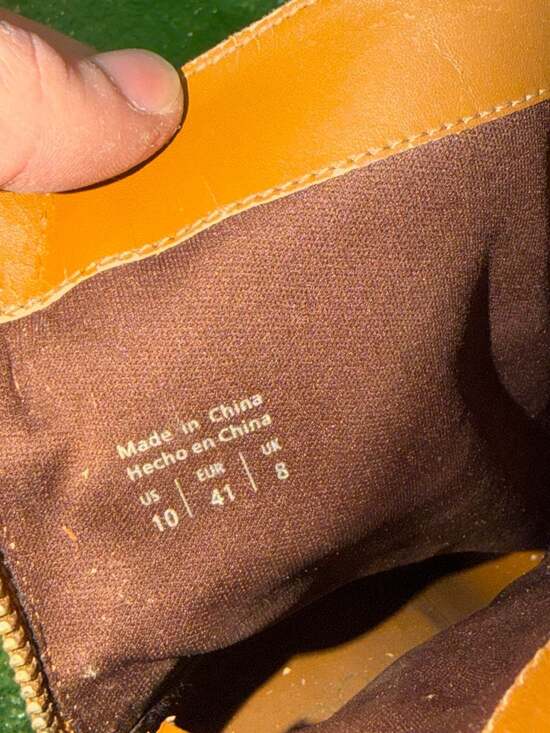 Made in China
Hecho en China
US | EUR | UK
10 | 41 | 8